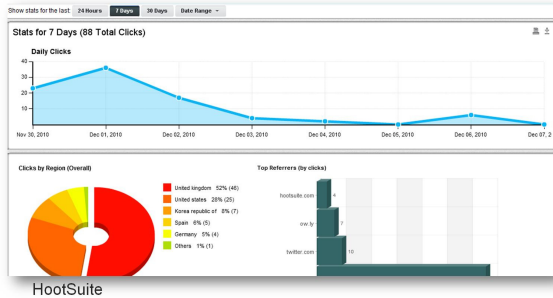 Show stats for the last: 24 Hours 7 Days 30 Days Date Range
Stats for 7 Days (88 Total Clicks)
Daily Clicks
40
30
20
10
Nov 30, 2010 Dec 01, 2010 Dec 02, 2010 Dec 03, 2010 Dec 04, 2010 Dec 05, 2010 Dec 06, 2010 Dec 07, 2
Clicks by Region (Overall)
United kingdom 52% (46)
United states 28% (25)
Korea republic of 8% (7)
Spain 6% (5)
Germany 5% (4)
Others 1% (1)
Top Referrers (by clicks)
hootsuite.com 4
ow.ly 7
twitter.com 10
HootSuite